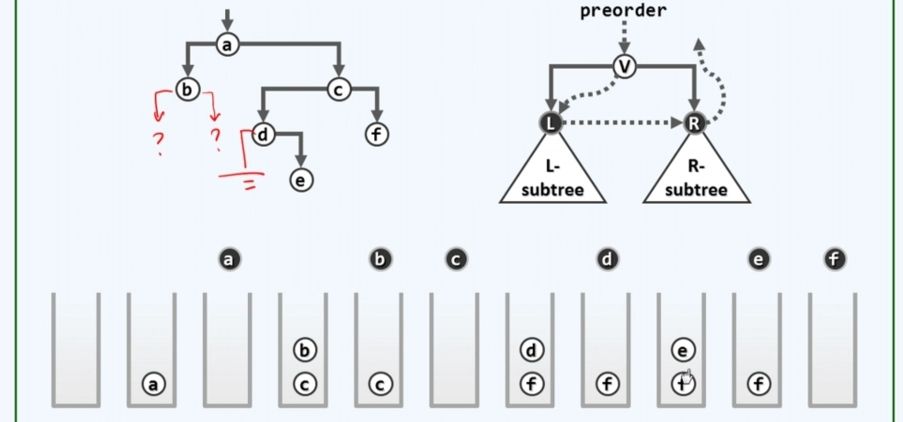 preorder
a
V
b
c
L
R
? ?
d
f
L-
subtree
R-
subtree
e
a b c d e f
b d e
a c c f f f f